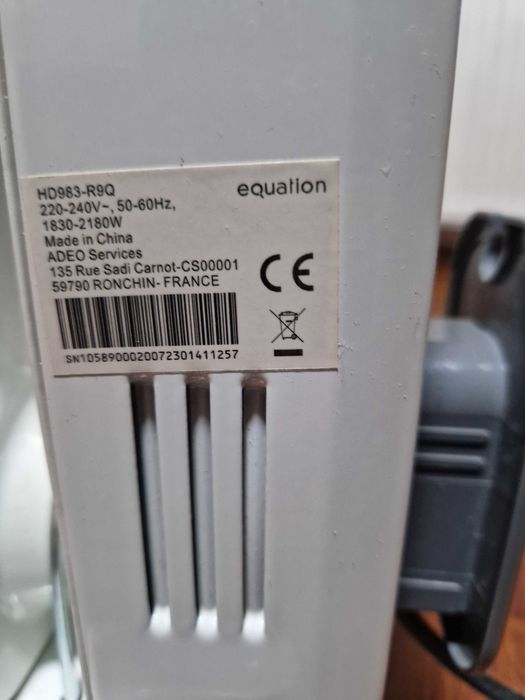 HD983-R9Q
equation
220-240V~, 50-60Hz,
1830-2180W
Made in China
ADEO Services
135 Rue Sadi Carnot-CS00001
59790 RONCHIN- FRANCE
CE
SN1058900020072301411257